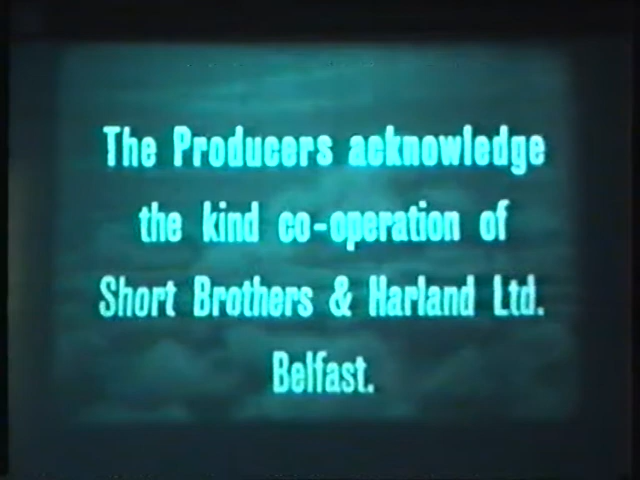 The Producers acknowledge
the kind co-operation of
Short Brothers & Harland Ltd.
Belfast.